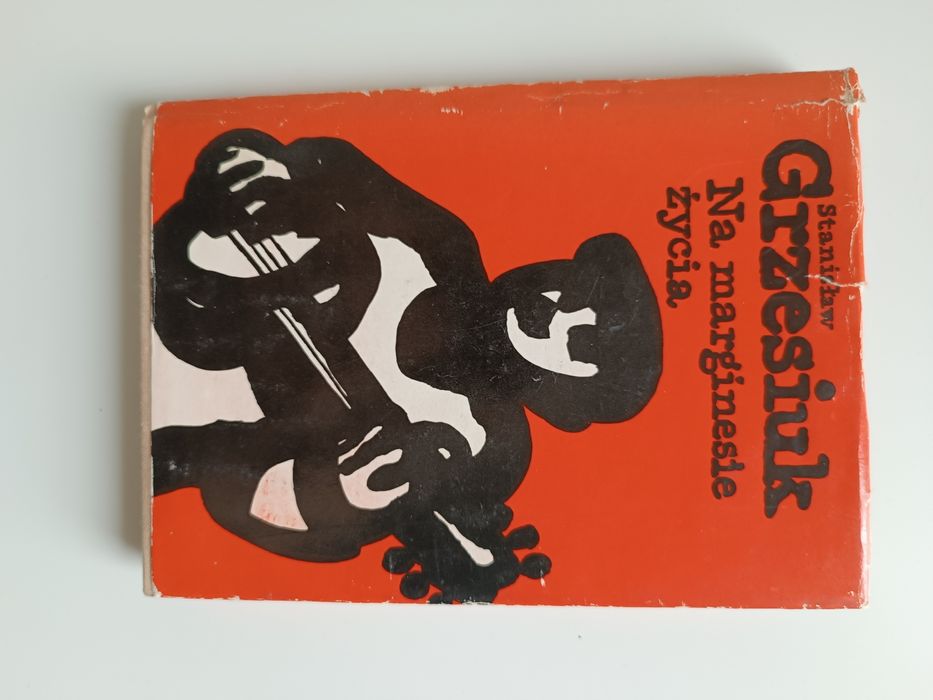 Stanisław
Grzesiuk
Na marginesie
życia